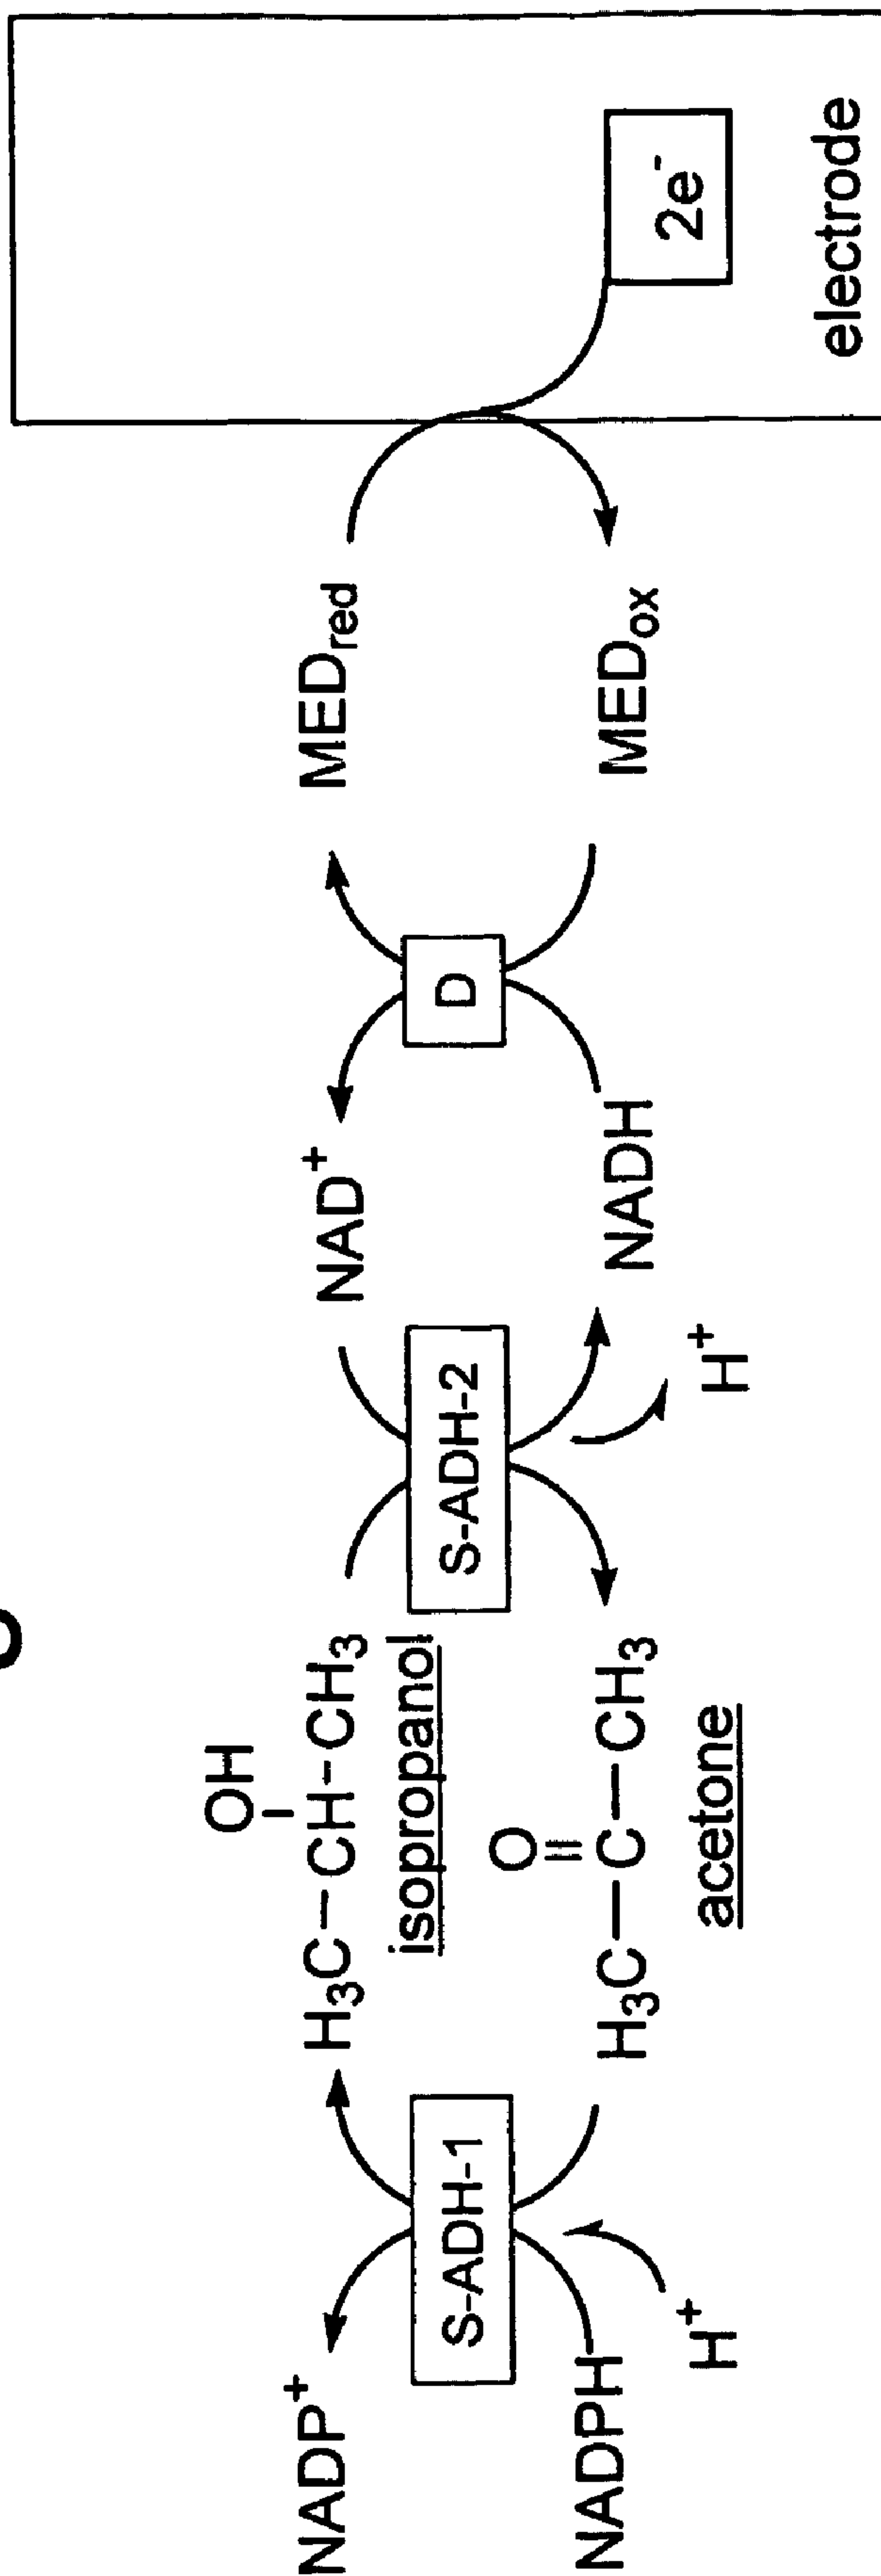 NADP⁺
NADPH
H⁺
S-ADH-1
OH
H₃C—CH-CH₃
isopropanol
O
H₃C—C—CH₃
acetone
S-ADH-2
NAD⁺
NADH
H⁺
D
MEDred
MEDox
2e⁻
electrode